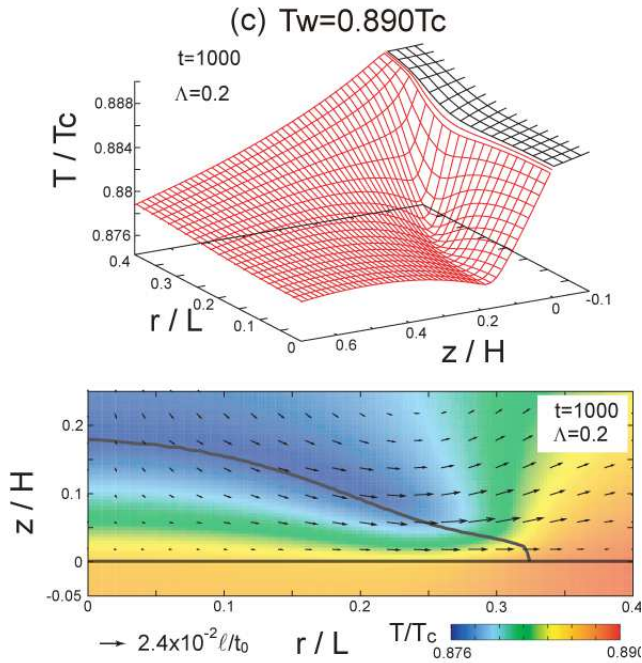 (c) Tw=0.890Tc
t=1000
Λ=0.2
T / Tc
0.888
0.884
0.88
0.876
0.4
0.3
0.2
0.1
0
r / L
0.6
0.4
0.2
0
-0.1
z / H
t=1000
Λ=0.2
z / H
0.2
0.1
0
-0.05
0 0.1 0.2 0.3 0.4
2.4x10⁻²ℓ/t₀
r / L
T/Tc
0.876 0.890